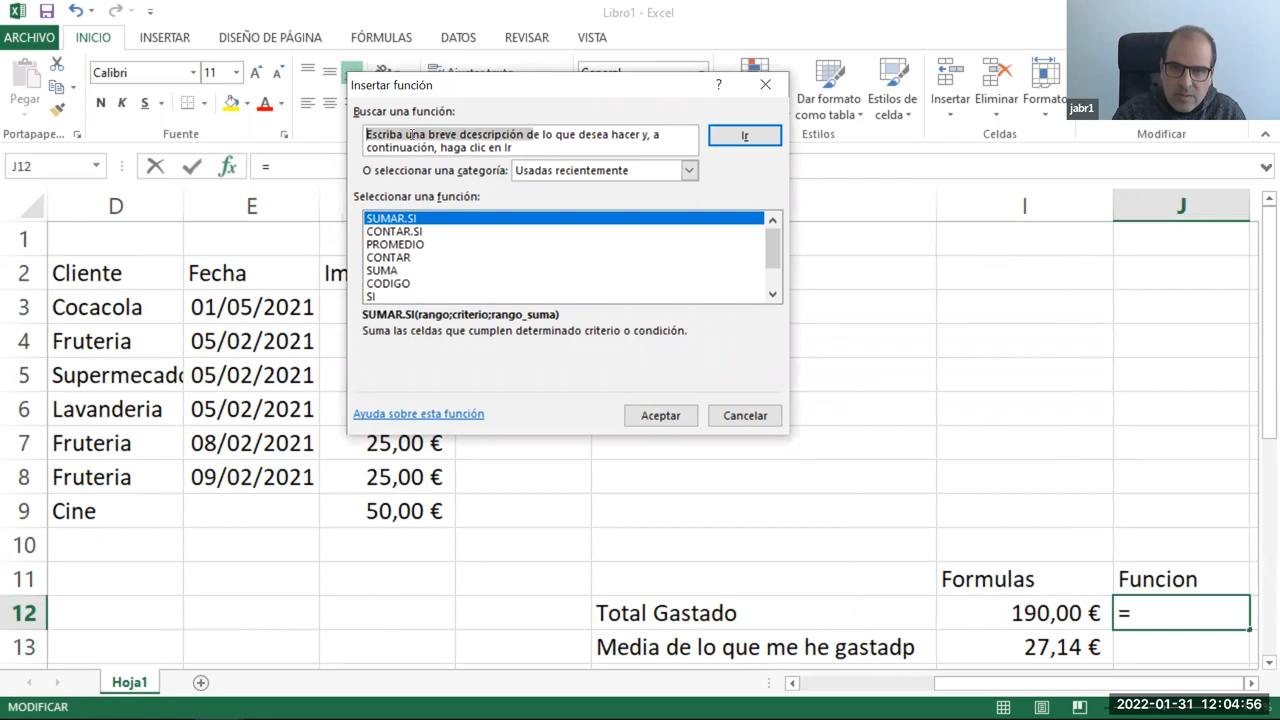 Libro1 - Excel
ARCHIVO INICIO INSERTAR DISEÑO DE PÁGINA FÓRMULAS DATOS REVISAR VISTA
Pegar
Calibri 11
N K S
Dar formato como tabla
Estilos de celda
Insertar Eliminar Formato
Portapape... Fuente Estilos Celdas Modificar
jabr1
Insertar función
Buscar una función:
Escriba una breve dcescripción de lo que desea hacer y, a
continuación, haga clic en Ir
Ir
O seleccionar una categoría: Usadas recientemente
Seleccionar una función:
SUMAR.SI
CONTAR.SI
PROMEDIO
CONTAR
SUMA
CODIGO
SI
SUMAR.SI(rango;criterio;rango_suma)
Suma las celdas que cumplen determinado criterio o condición.
Ayuda sobre esta función
Aceptar Cancelar
J12 fx =
D E I J
1
2 Cliente Fecha Im
3 Cocacola 01/05/2021
4 Fruteria 05/02/2021
5 Supermecado 05/02/2021
6 Lavanderia 05/02/2021
7 Fruteria 08/02/2021 25,00 €
8 Fruteria 09/02/2021 25,00 €
9 Cine 50,00 €
10
11 Formulas Funcion
12 Total Gastado 190,00 € =
13 Media de lo que me he gastadp 27,14 €
Hoja1
MODIFICAR
2022-01-31 12:04:56